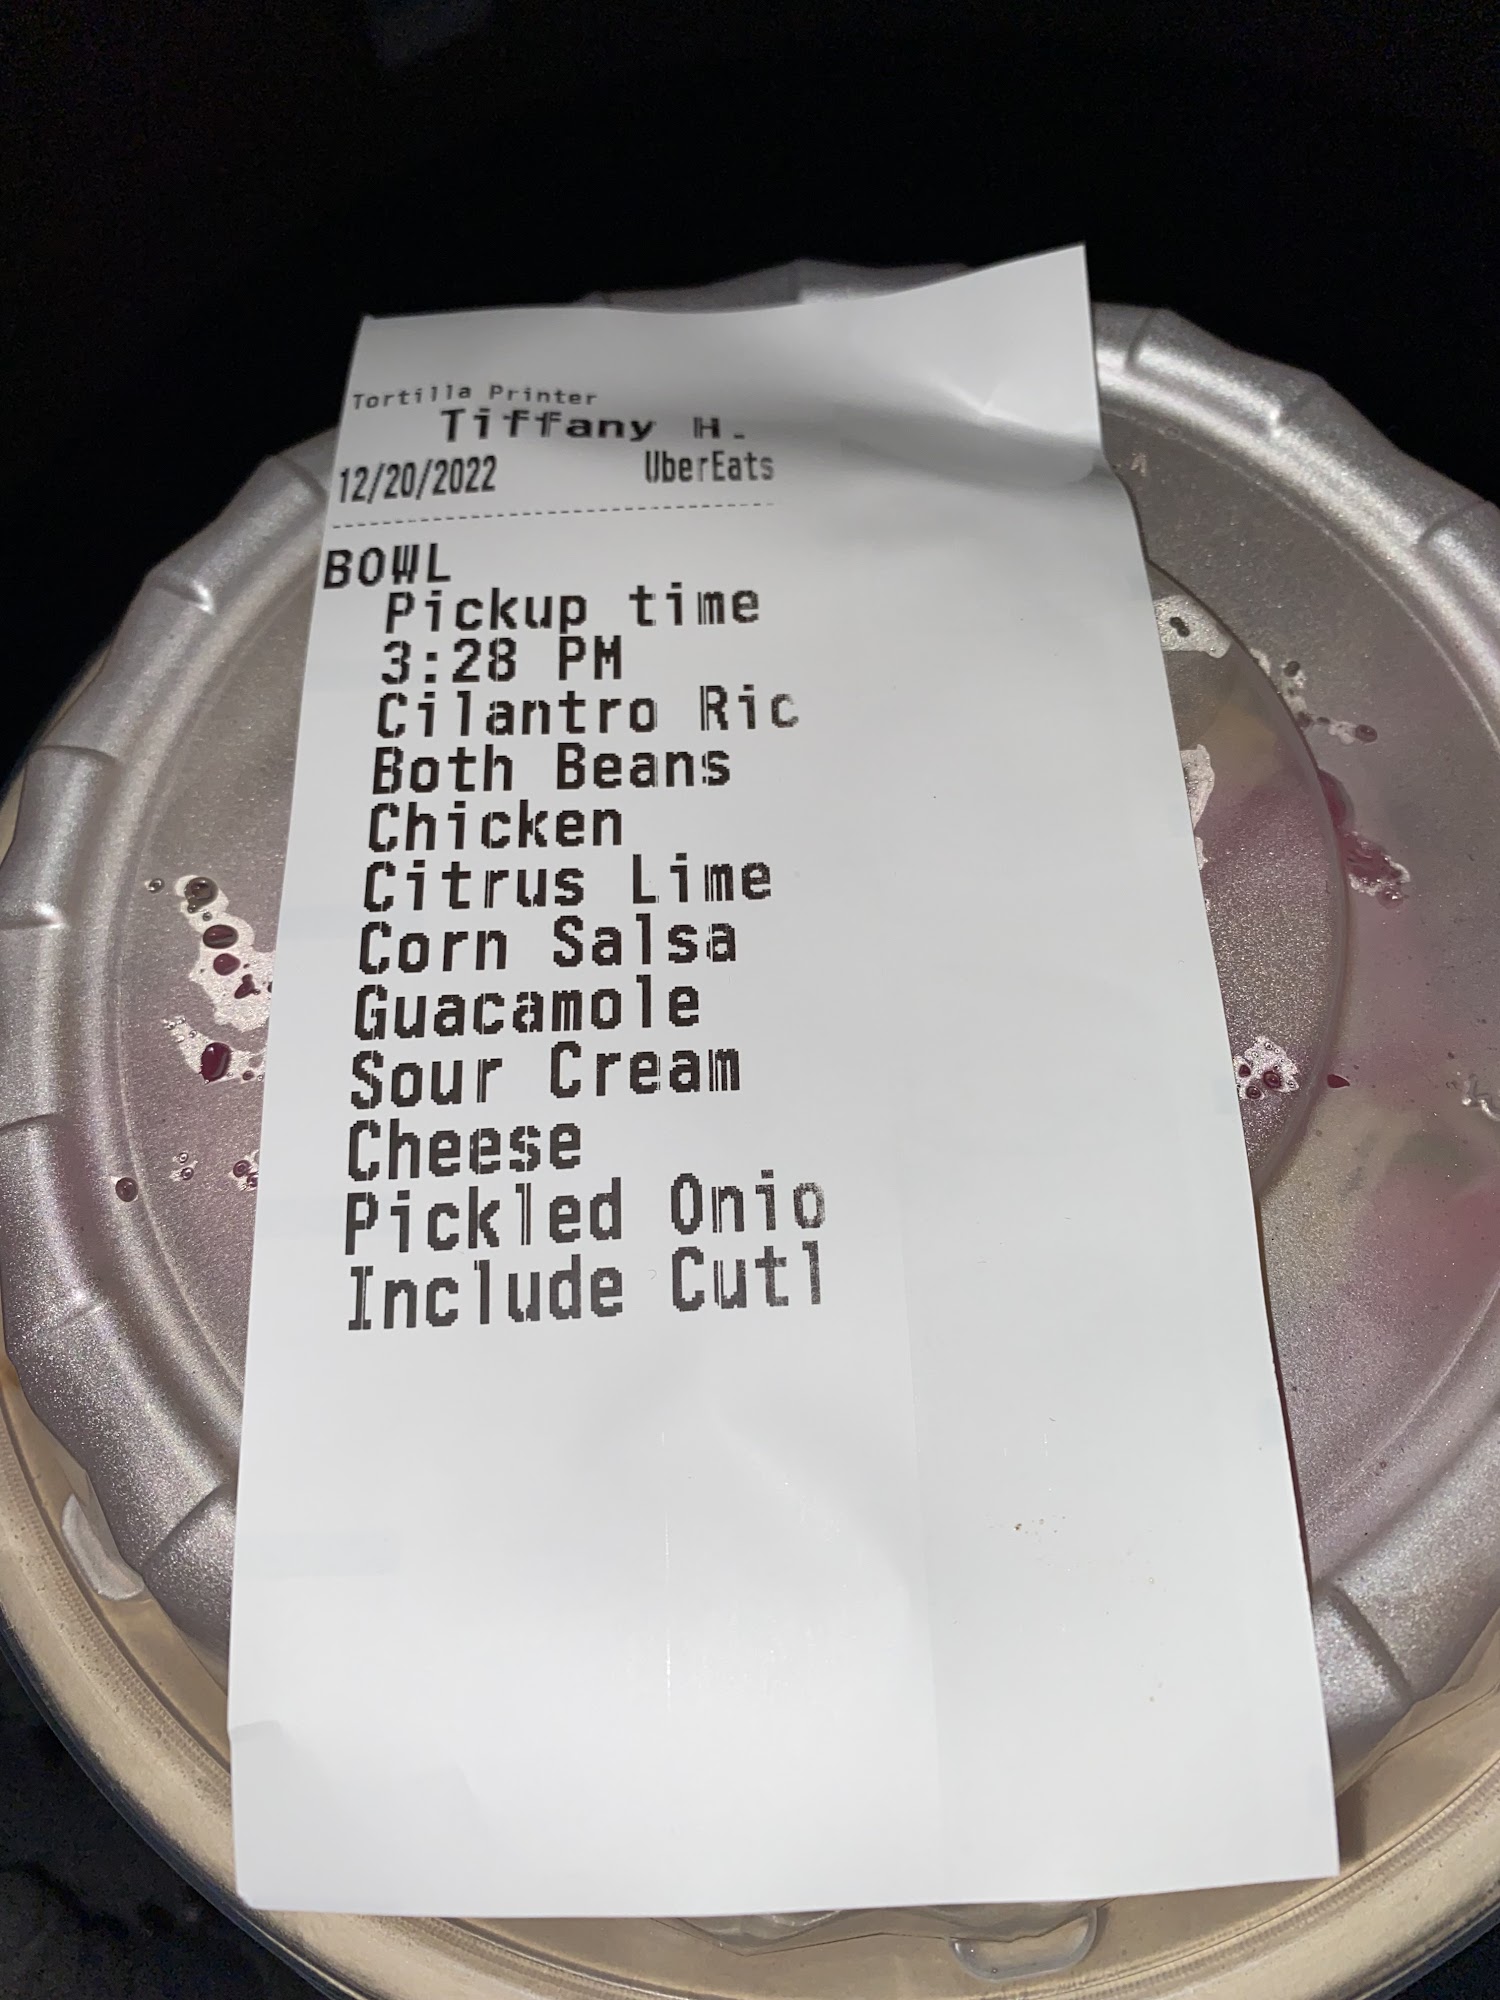 Tortilla Printer
Tiffany H.
12/20/2022 UberEats
BOWL
Pickup time
3:28 PM
Cilantro Ric
Both Beans
Chicken
Citrus Lime
Corn Salsa
Guacamole
Sour Cream
Cheese
Pickled Onio
Include Cutl